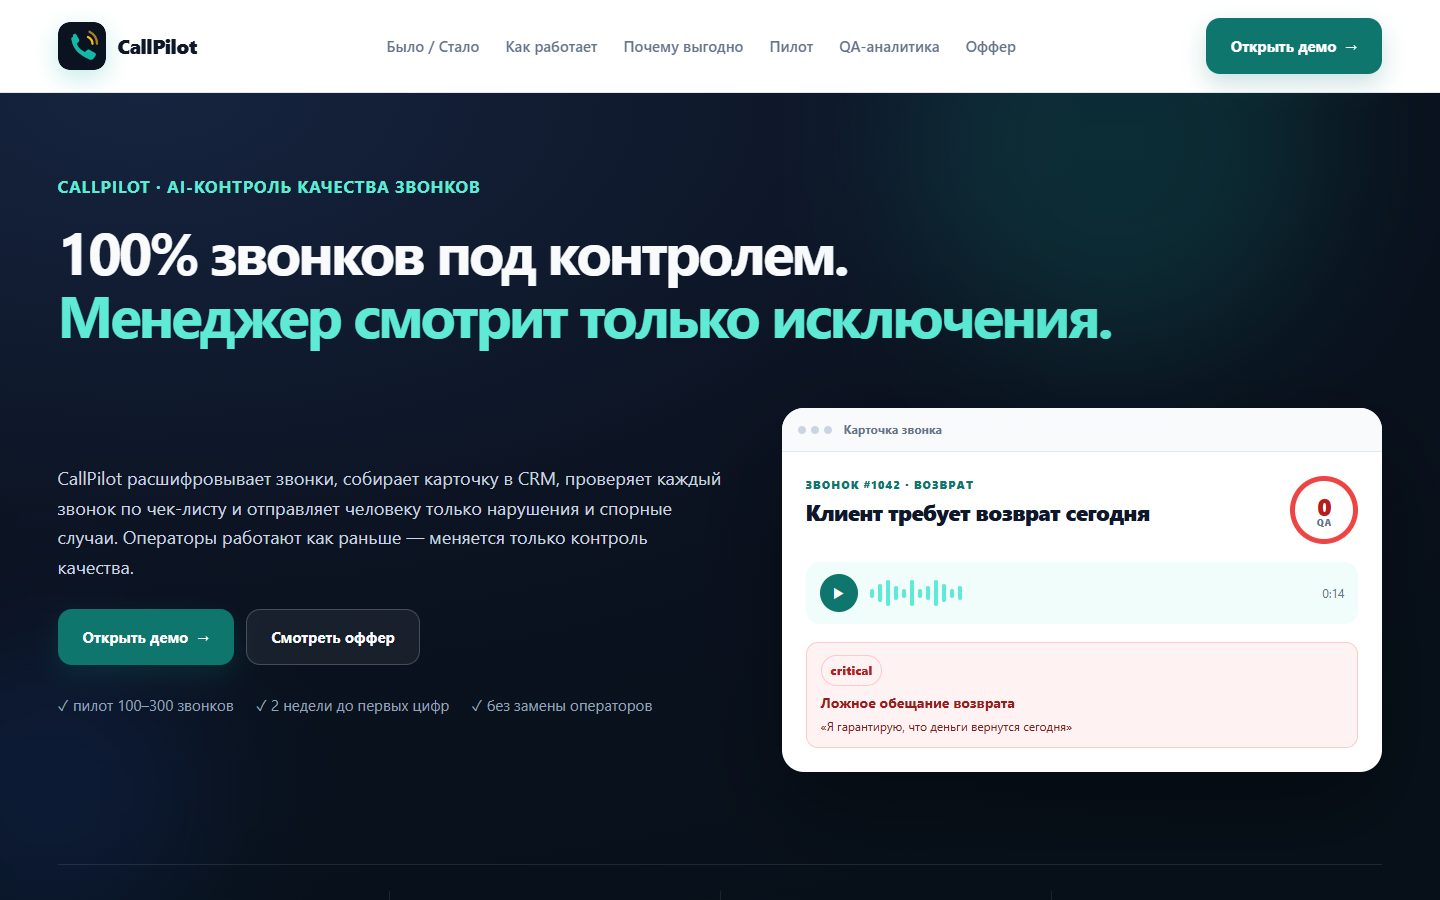 CallPilot
Было / Стало
Как работает
Почему выгодно
Пилот
QA-аналитика
Оффер
Открыть демо →
CALLPILOT · AI-КОНТРОЛЬ КАЧЕСТВА ЗВОНКОВ
100% звонков под контролем.
Менеджер смотрит только исключения.
CallPilot расшифровывает звонки, собирает карточку в CRM, проверяет каждый
звонок по чек-листу и отправляет человеку только нарушения и спорные
случаи. Операторы работают как раньше — меняется только контроль
качества.
Открыть демо →
Смотреть оффер
✓ пилот 100–300 звонков
✓ 2 недели до первых цифр
✓ без замены операторов
Карточка звонка
ЗВОНОК #1042 · ВОЗВРАТ
Клиент требует возврат сегодня
0
QA
0:14
critical
Ложное обещание возврата
«Я гарантирую, что деньги вернутся сегодня»